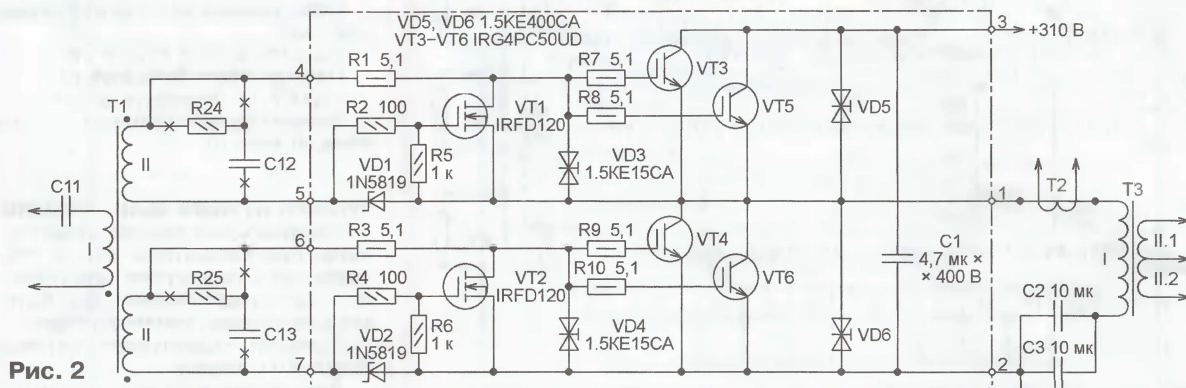 VD5, VD6 1.5KE400CA
VT3–VT6 IRG4PC50UD
3
+310 В
4
R1 5,1
R7 5,1
VT3
T1
R24
R2 100
VT1
IRFD120
R8 5,1
VT5
VD5
II
C12
R5
1 к
VD3
1.5KE15CA
C11
VD1
1N5819
5
1
T2
T3
I
6
R3 5,1
R9 5,1
VT4
C1
4,7 мк ×
× 400 В
R25
R4 100
VT2
IRFD120
R10 5,1
VT6
I
II.1
II.2
C2 10 мк
II
C13
R6
1 к
VD4
1.5KE15CA
VD6
C3 10 мк
VD2
1N5819
7
2
Рис. 2